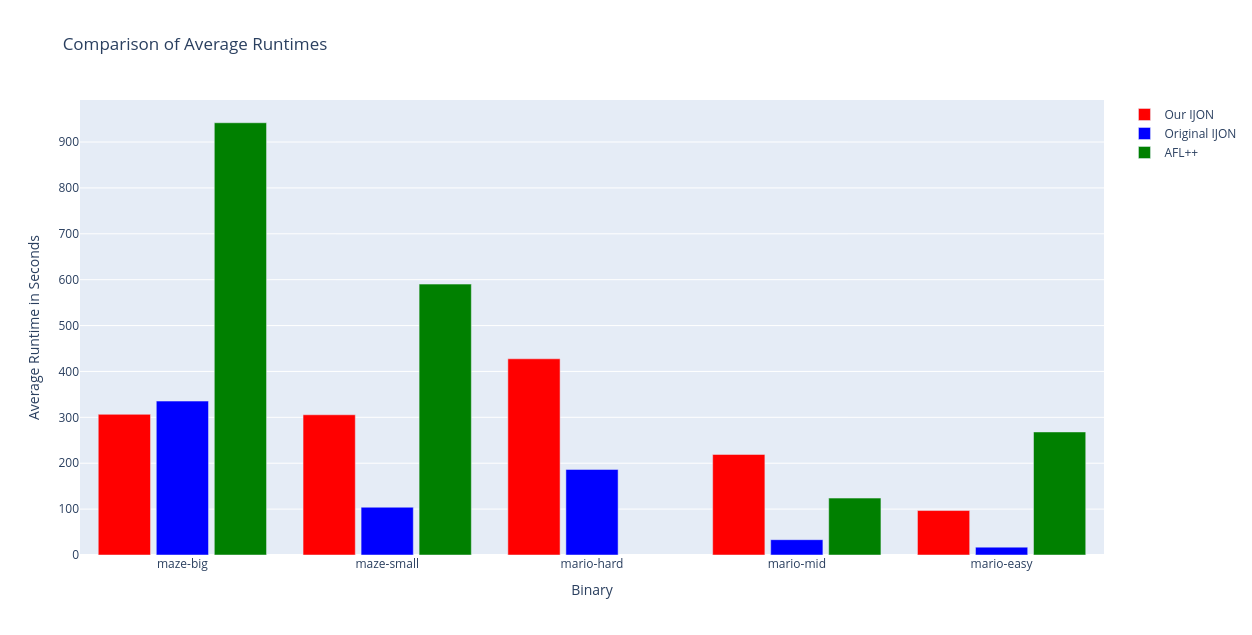 Comparison of Average Runtimes
Our IJON
Original IJON
AFL++
Average Runtime in Seconds
900
800
700
600
500
400
300
200
100
0
maze-big
maze-small
mario-hard
mario-mid
mario-easy
Binary